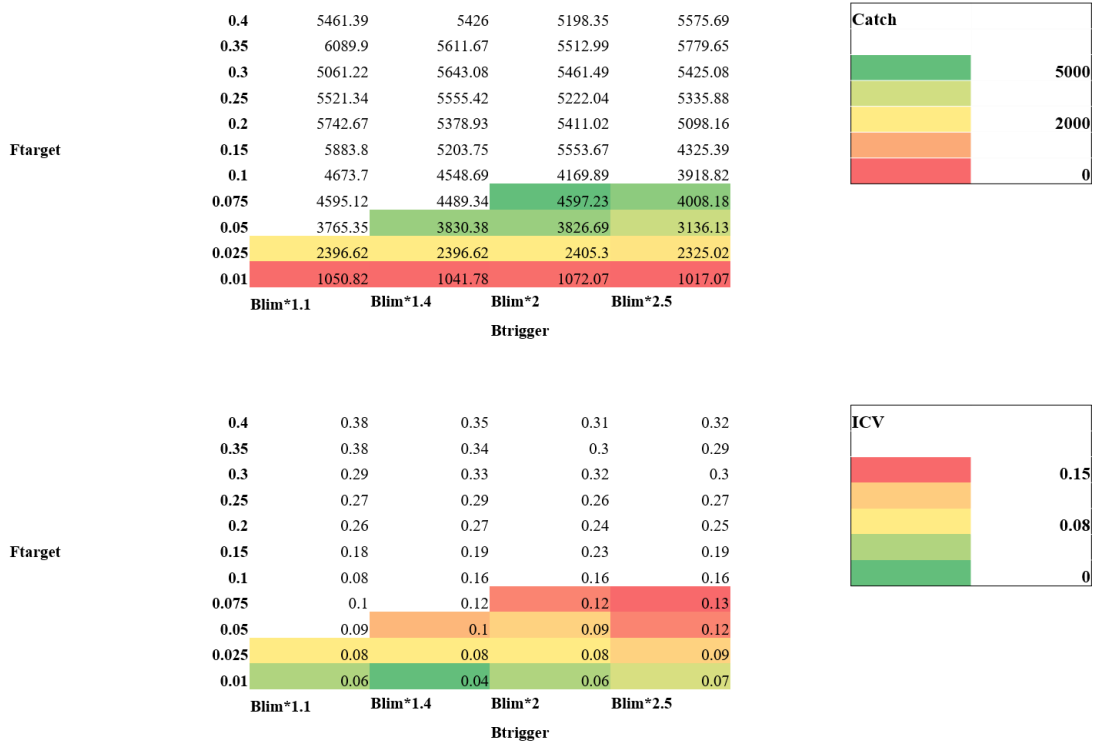 0.4 5461.39 5426 5198.35 5575.69
0.35 6089.9 5611.67 5512.99 5779.65
0.3 5061.22 5643.08 5461.49 5425.08
0.25 5521.34 5555.42 5222.04 5335.88
0.2 5742.67 5378.93 5411.02 5098.16
Ftarget 0.15 5883.8 5203.75 5553.67 4325.39
0.1 4673.7 4548.69 4169.89 3918.82
0.075 4595.12 4489.34 4597.23 4008.18
0.05 3765.35 3830.38 3826.69 3136.13
0.025 2396.62 2396.62 2405.3 2325.02
0.01 1050.82 1041.78 1072.07 1017.07
Blim*1.1 Blim*1.4 Blim*2 Blim*2.5
Btrigger
Catch
5000
2000
0
0.4 0.38 0.35 0.31 0.32
0.35 0.38 0.34 0.3 0.29
0.3 0.29 0.33 0.32 0.3
0.25 0.27 0.29 0.26 0.27
0.2 0.26 0.27 0.24 0.25
Ftarget 0.15 0.18 0.19 0.23 0.19
0.1 0.08 0.16 0.16 0.16
0.075 0.1 0.12 0.12 0.13
0.05 0.09 0.1 0.09 0.12
0.025 0.08 0.08 0.08 0.09
0.01 0.06 0.04 0.06 0.07
Blim*1.1 Blim*1.4 Blim*2 Blim*2.5
Btrigger
ICV
0.15
0.08
0